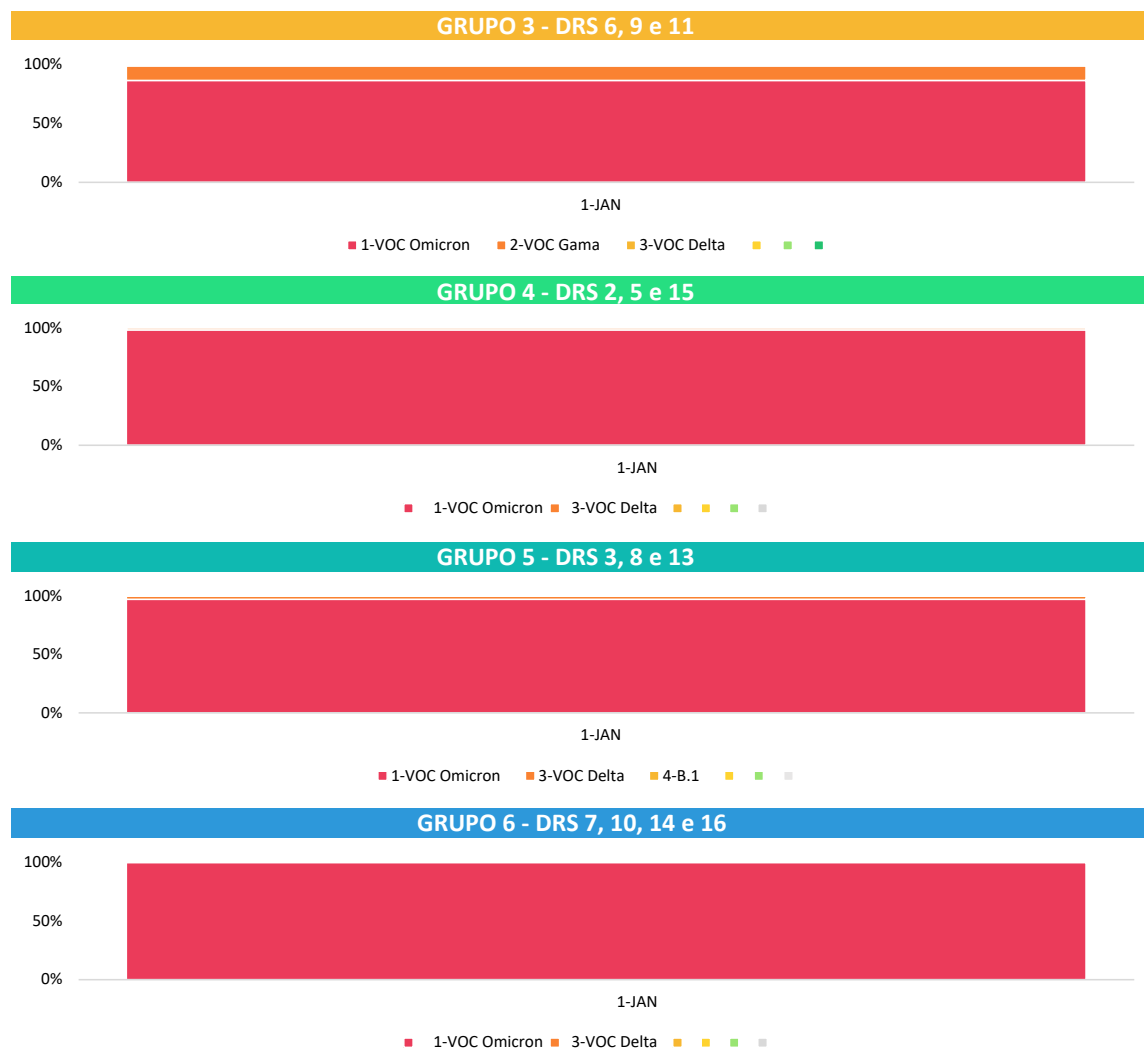 GRUPO 3 - DRS 6, 9 e 11
100%
50%
0%
1-JAN
1-VOC Omicron 2-VOC Gama 3-VOC Delta
GRUPO 4 - DRS 2, 5 e 15
100%
50%
0%
1-JAN
1-VOC Omicron 3-VOC Delta
GRUPO 5 - DRS 3, 8 e 13
100%
50%
0%
1-JAN
1-VOC Omicron 3-VOC Delta 4-B.1
GRUPO 6 - DRS 7, 10, 14 e 16
100%
50%
0%
1-JAN
1-VOC Omicron 3-VOC Delta